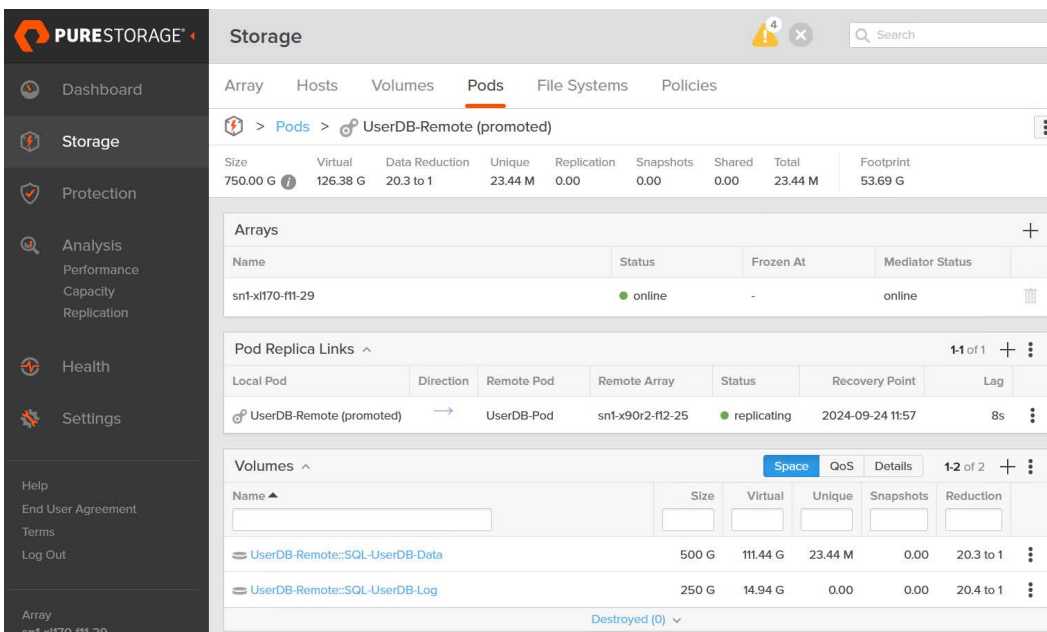 PURESTORAGE®
Dashboard
Storage
Protection
Analysis
Performance
Capacity
Replication
Health
Settings
Help
End User Agreement
Terms
Log Out
Array
sn1-xl170-f11-29
Storage
4
Search
Array Hosts Volumes Pods File Systems Policies
> Pods > UserDB-Remote (promoted)
Size Virtual Data Reduction Unique Replication Snapshots Shared Total Footprint
750.00 G 126.38 G 20.3 to 1 23.44 M 0.00 0.00 0.00 23.44 M 53.69 G
Arrays
Name Status Frozen At Mediator Status
sn1-xl170-f11-29 online - online
Pod Replica Links 1-1 of 1
Local Pod Direction Remote Pod Remote Array Status Recovery Point Lag
UserDB-Remote (promoted) → UserDB-Pod sn1-x90r2-f12-25 replicating 2024-09-24 11:57 8s
Volumes Space QoS Details 1-2 of 2
Name Size Virtual Unique Snapshots Reduction
UserDB-Remote::SQL-UserDB-Data 500 G 111.44 G 23.44 M 0.00 20.3 to 1
UserDB-Remote::SQL-UserDB-Log 250 G 14.94 G 0.00 0.00 20.4 to 1
Destroyed (0)